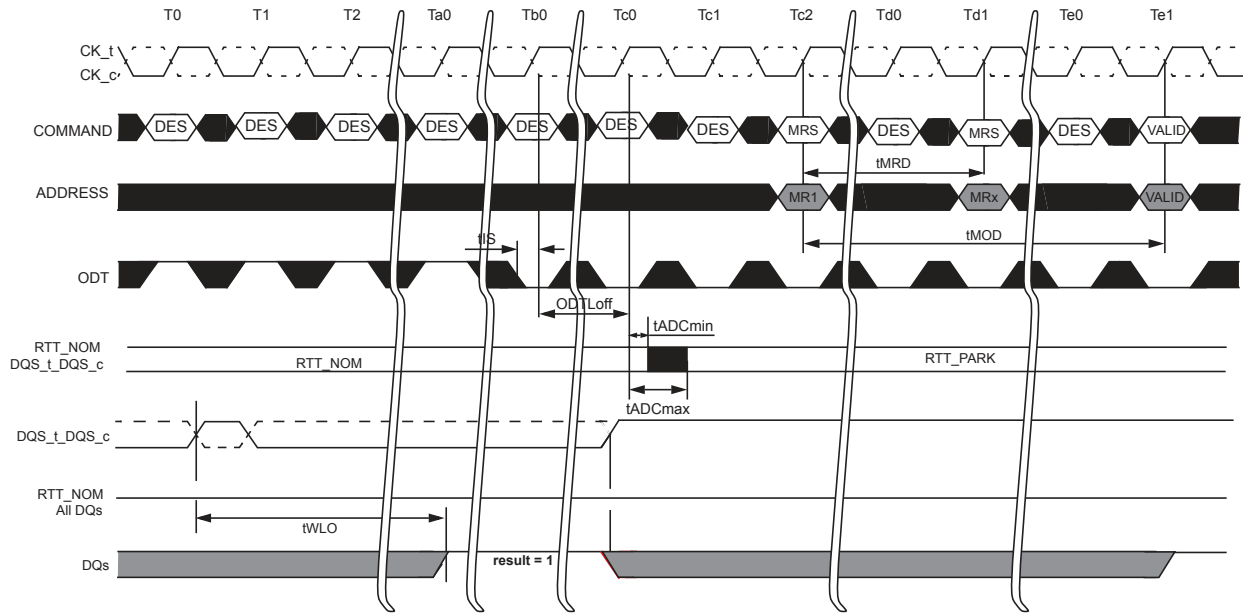 T0 T1 T2 Ta0 Tb0 Tc0 Tc1 Tc2 Td0 Td1 Te0 Te1
CK_t
CK_c
COMMAND DES DES DES DES DES DES DES MRS DES MRS DES VALID
tMRD
ADDRESS MR1 MRx VALID
tIS tMOD
ODT
ODTLoff
tADCmin
RTT_NOM
DQS_t_DQS_c RTT_NOM RTT_PARK
tADCmax
DQS_t_DQS_c
RTT_NOM
All DQs
tWLO
DQs result = 1